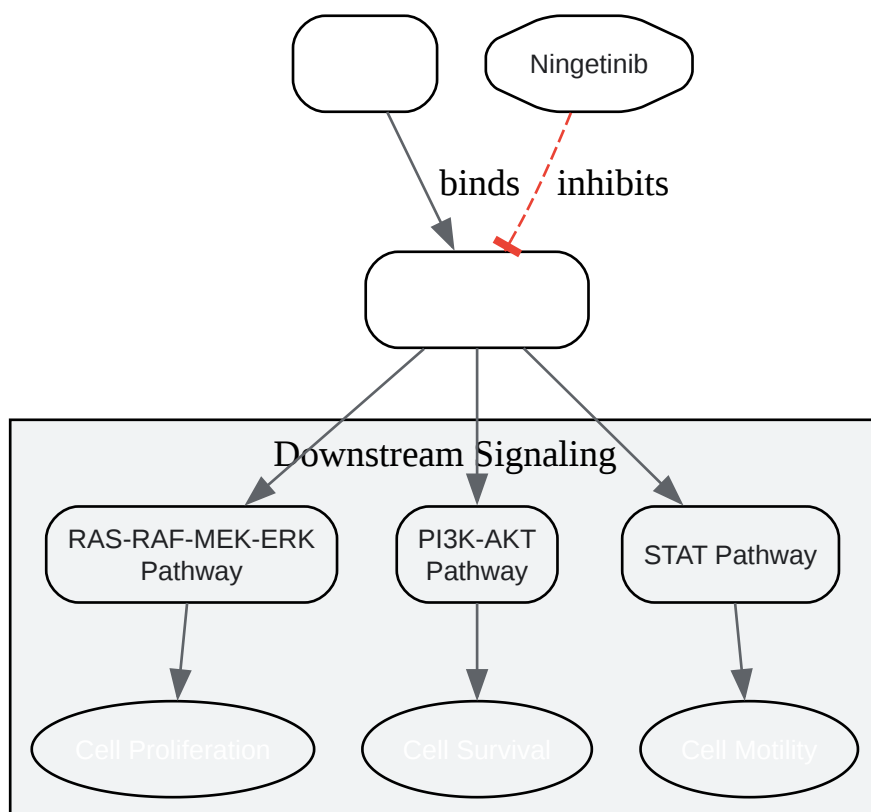 Ningetinib
binds
inhibits
Downstream Signaling
RAS-RAF-MEK-ERK
Pathway
PI3K-AKT
Pathway
STAT Pathway
Cell Proliferation
Cell Survival
Cell Motility